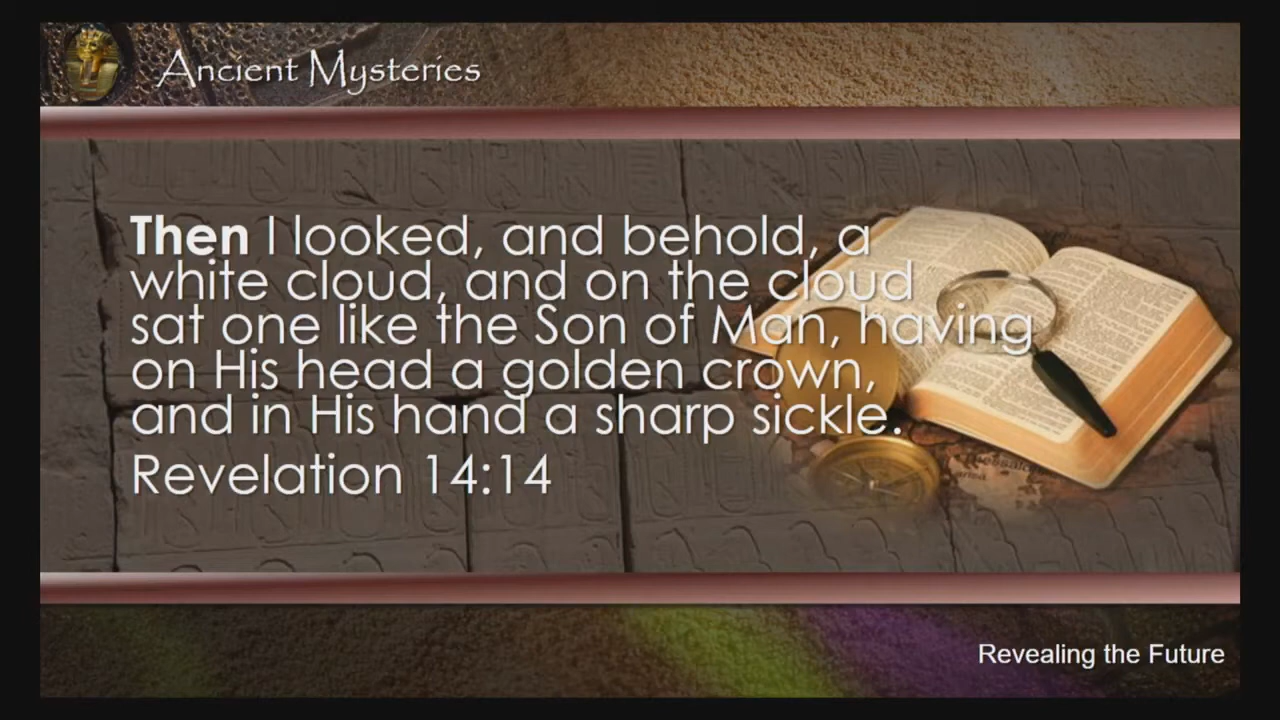 Ancient Mysteries
Then I looked, and behold, a
white cloud, and on the cloud
sat one like the Son of Man, having
on His head a golden crown,
and in His hand a sharp sickle.
Revelation 14:14
Revealing the Future